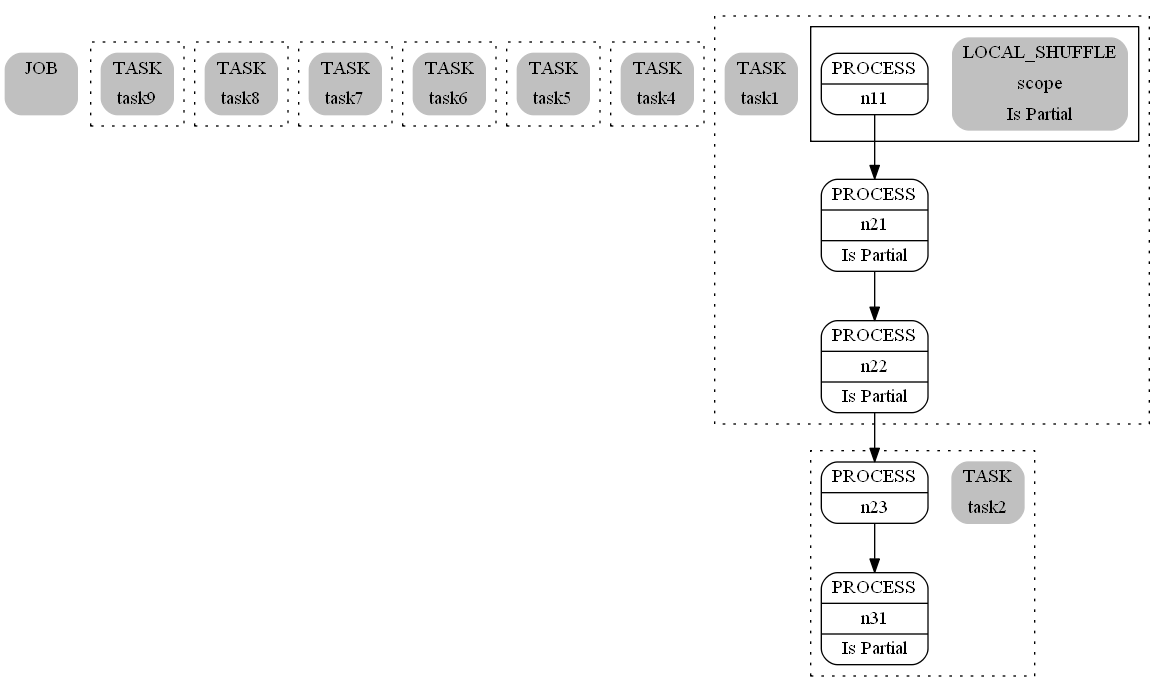 JOB
TASK
task9
TASK
task8
TASK
task7
TASK
task6
TASK
task5
TASK
task4
TASK
task1
PROCESS
n11
LOCAL_SHUFFLE
scope
Is Partial
PROCESS
n21
Is Partial
PROCESS
n22
Is Partial
PROCESS
n23
TASK
task2
PROCESS
n31
Is Partial